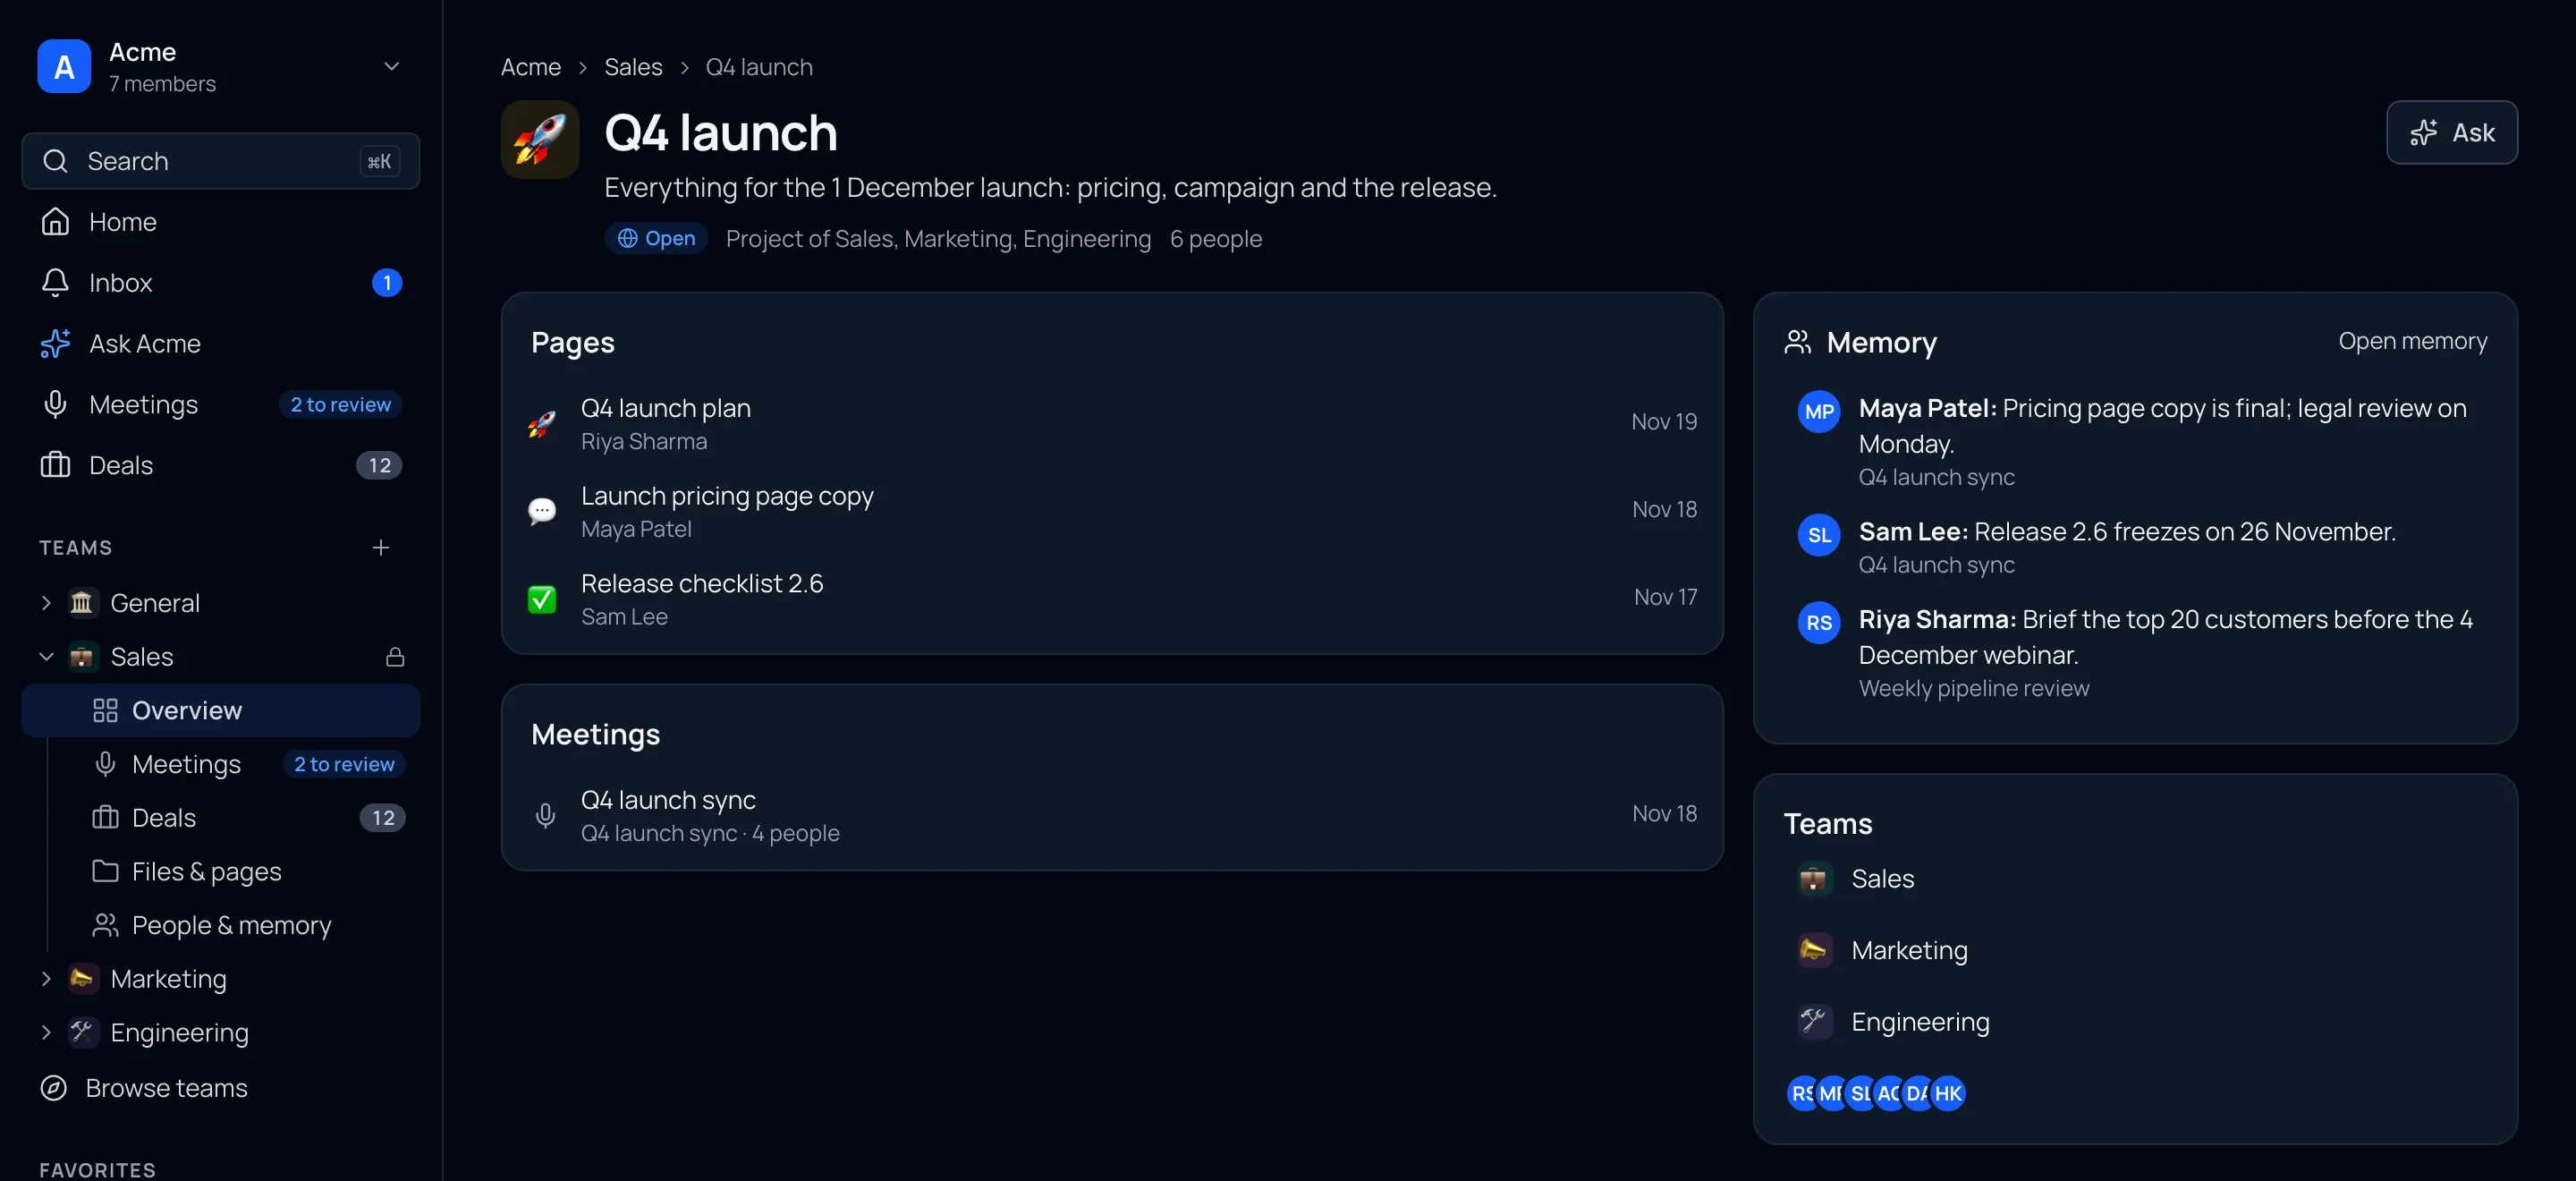 A
Acme
7 members
Search
⌘K
Home
Inbox
1
Ask Acme
Meetings
2 to review
Deals
12
TEAMS
General
Sales
Overview
Meetings
2 to review
Deals
12
Files & pages
People & memory
Marketing
Engineering
Browse teams
FAVORITES
Acme > Sales > Q4 launch
Q4 launch
Ask
Everything for the 1 December launch: pricing, campaign and the release.
Open
Project of Sales, Marketing, Engineering
6 people
Pages
Q4 launch plan
Riya Sharma
Nov 19
Launch pricing page copy
Maya Patel
Nov 18
Release checklist 2.6
Sam Lee
Nov 17
Meetings
Q4 launch sync
Q4 launch sync · 4 people
Nov 18
Memory
Open memory
MP
Maya Patel: Pricing page copy is final; legal review on
Monday.
Q4 launch sync
SL
Sam Lee: Release 2.6 freezes on 26 November.
Q4 launch sync
RS
Riya Sharma: Brief the top 20 customers before the 4
December webinar.
Weekly pipeline review
Teams
Sales
Marketing
Engineering
RS MP SL AC DA HK